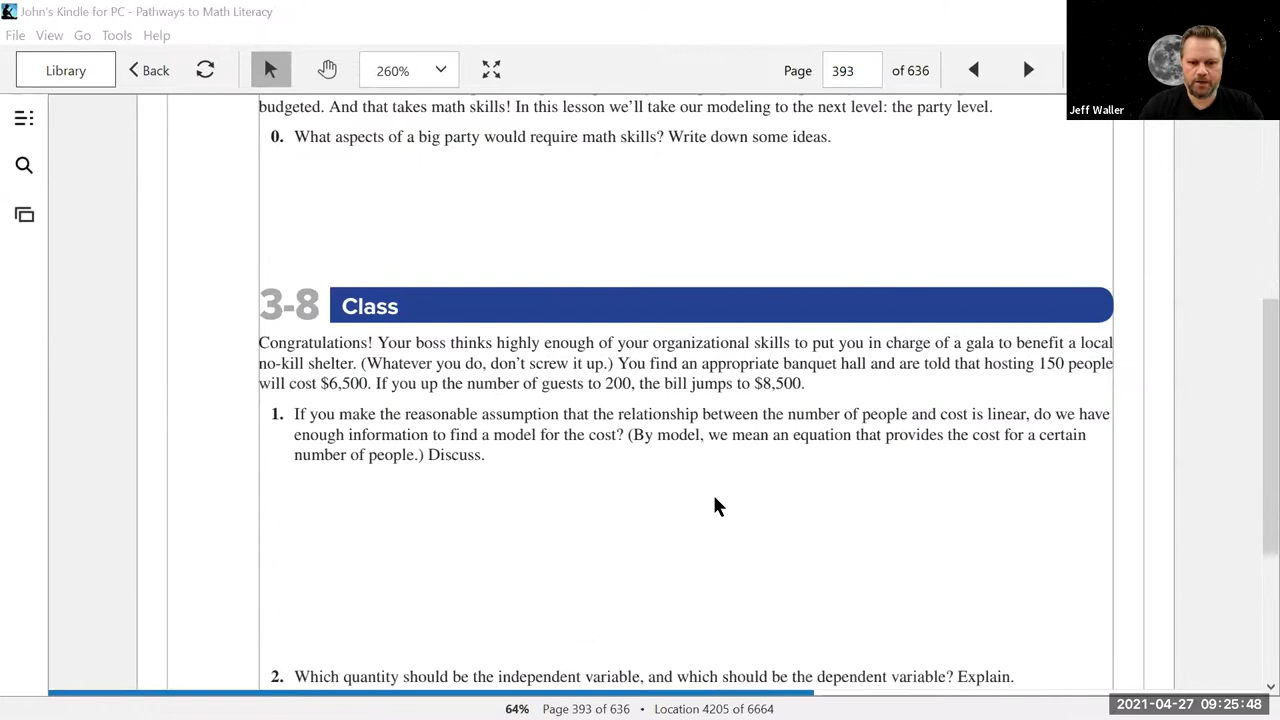 John's Kindle for PC - Pathways to Math Literacy
File View Go Tools Help
Library
Back
260%
Page 393 of 636
Jeff Waller
budgeted. And that takes math skills! In this lesson we'll take our modeling to the next level: the party level.
0. What aspects of a big party would require math skills? Write down some ideas.
3-8 Class
Congratulations! Your boss thinks highly enough of your organizational skills to put you in charge of a gala to benefit a local
no-kill shelter. (Whatever you do, don't screw it up.) You find an appropriate banquet hall and are told that hosting 150 people
will cost $6,500. If you up the number of guests to 200, the bill jumps to $8,500.
1. If you make the reasonable assumption that the relationship between the number of people and cost is linear, do we have
enough information to find a model for the cost? (By model, we mean an equation that provides the cost for a certain
number of people.) Discuss.
2. Which quantity should be the independent variable, and which should be the dependent variable? Explain.
64% Page 393 of 636 • Location 4205 of 6664
2021-04-27 09:25:48